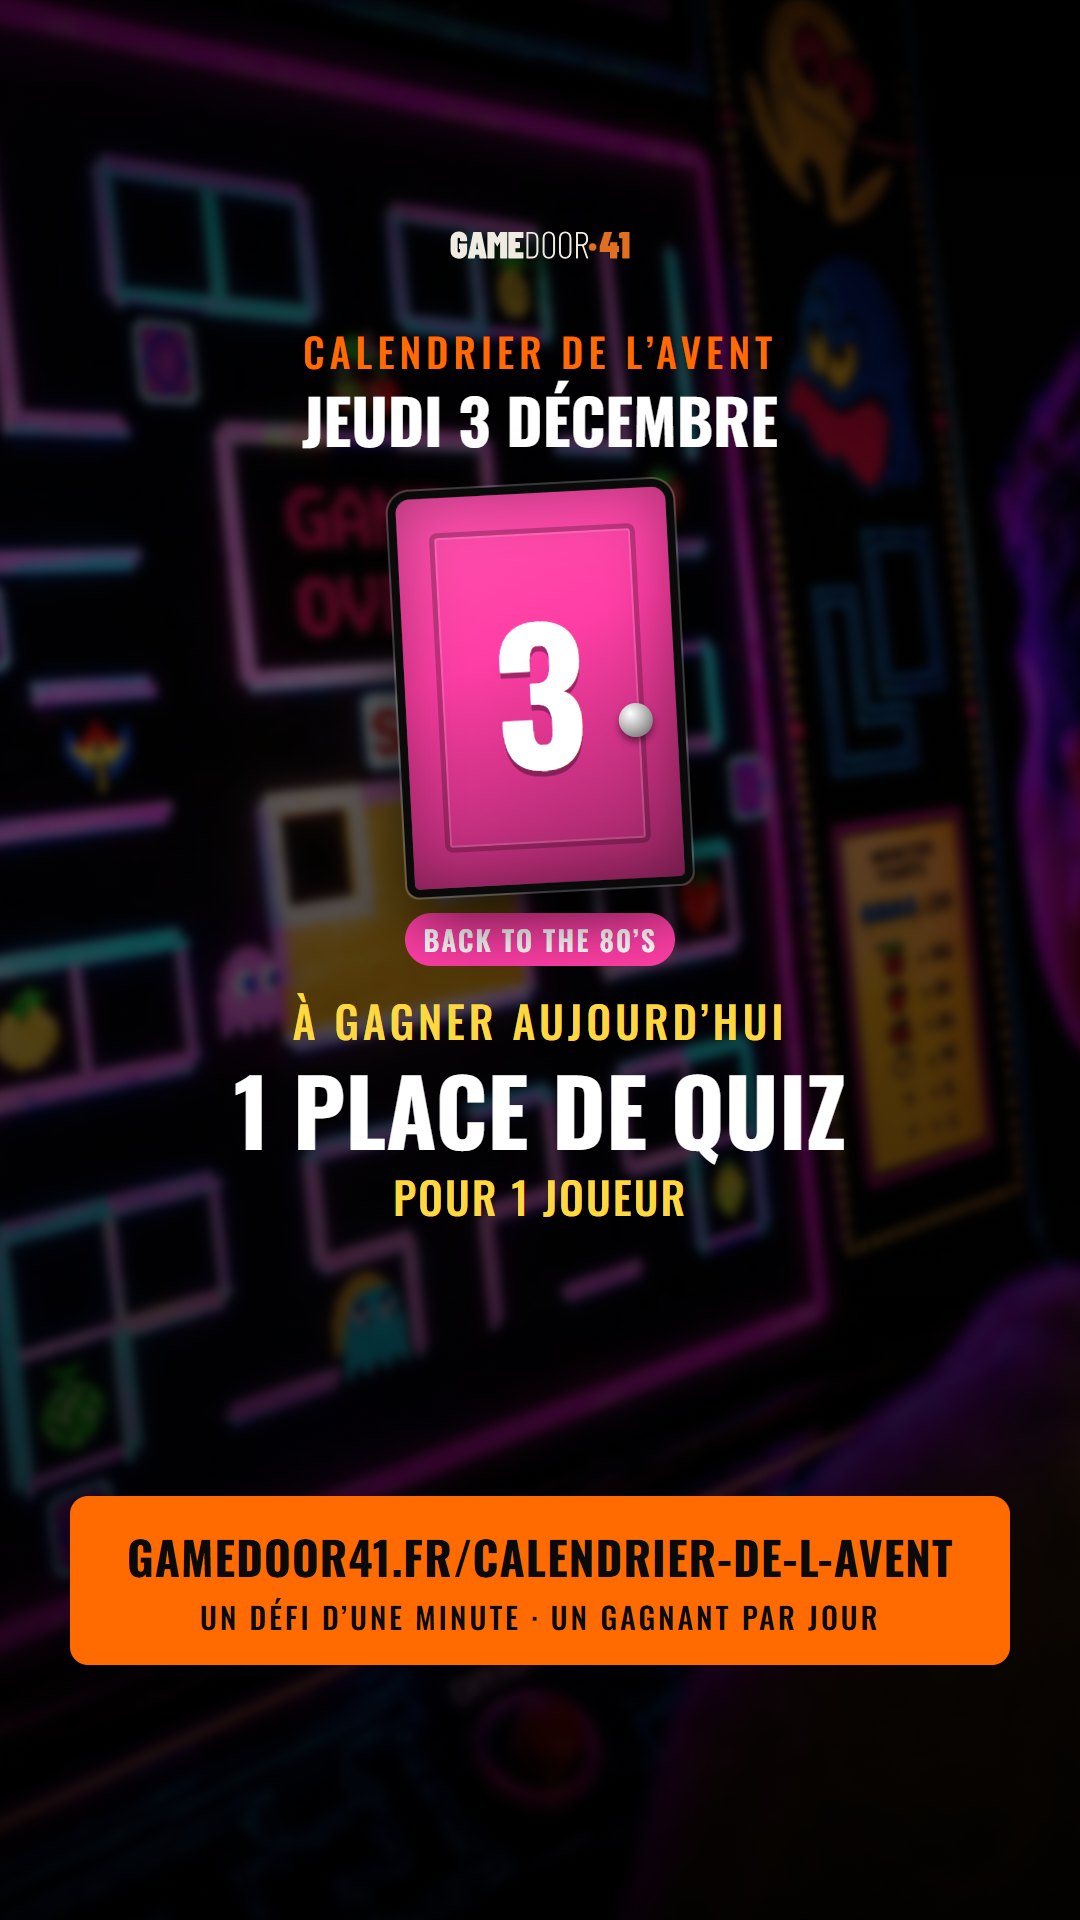 GAMEDOOR·41
CALENDRIER DE L’AVENT
JEUDI 3 DÉCEMBRE
3
BACK TO THE 80’S
À GAGNER AUJOURD’HUI
1 PLACE DE QUIZ
POUR 1 JOUEUR
GAMEDOOR41.FR/CALENDRIER-DE-L-AVENT
UN DÉFI D’UNE MINUTE · UN GAGNANT PAR JOUR